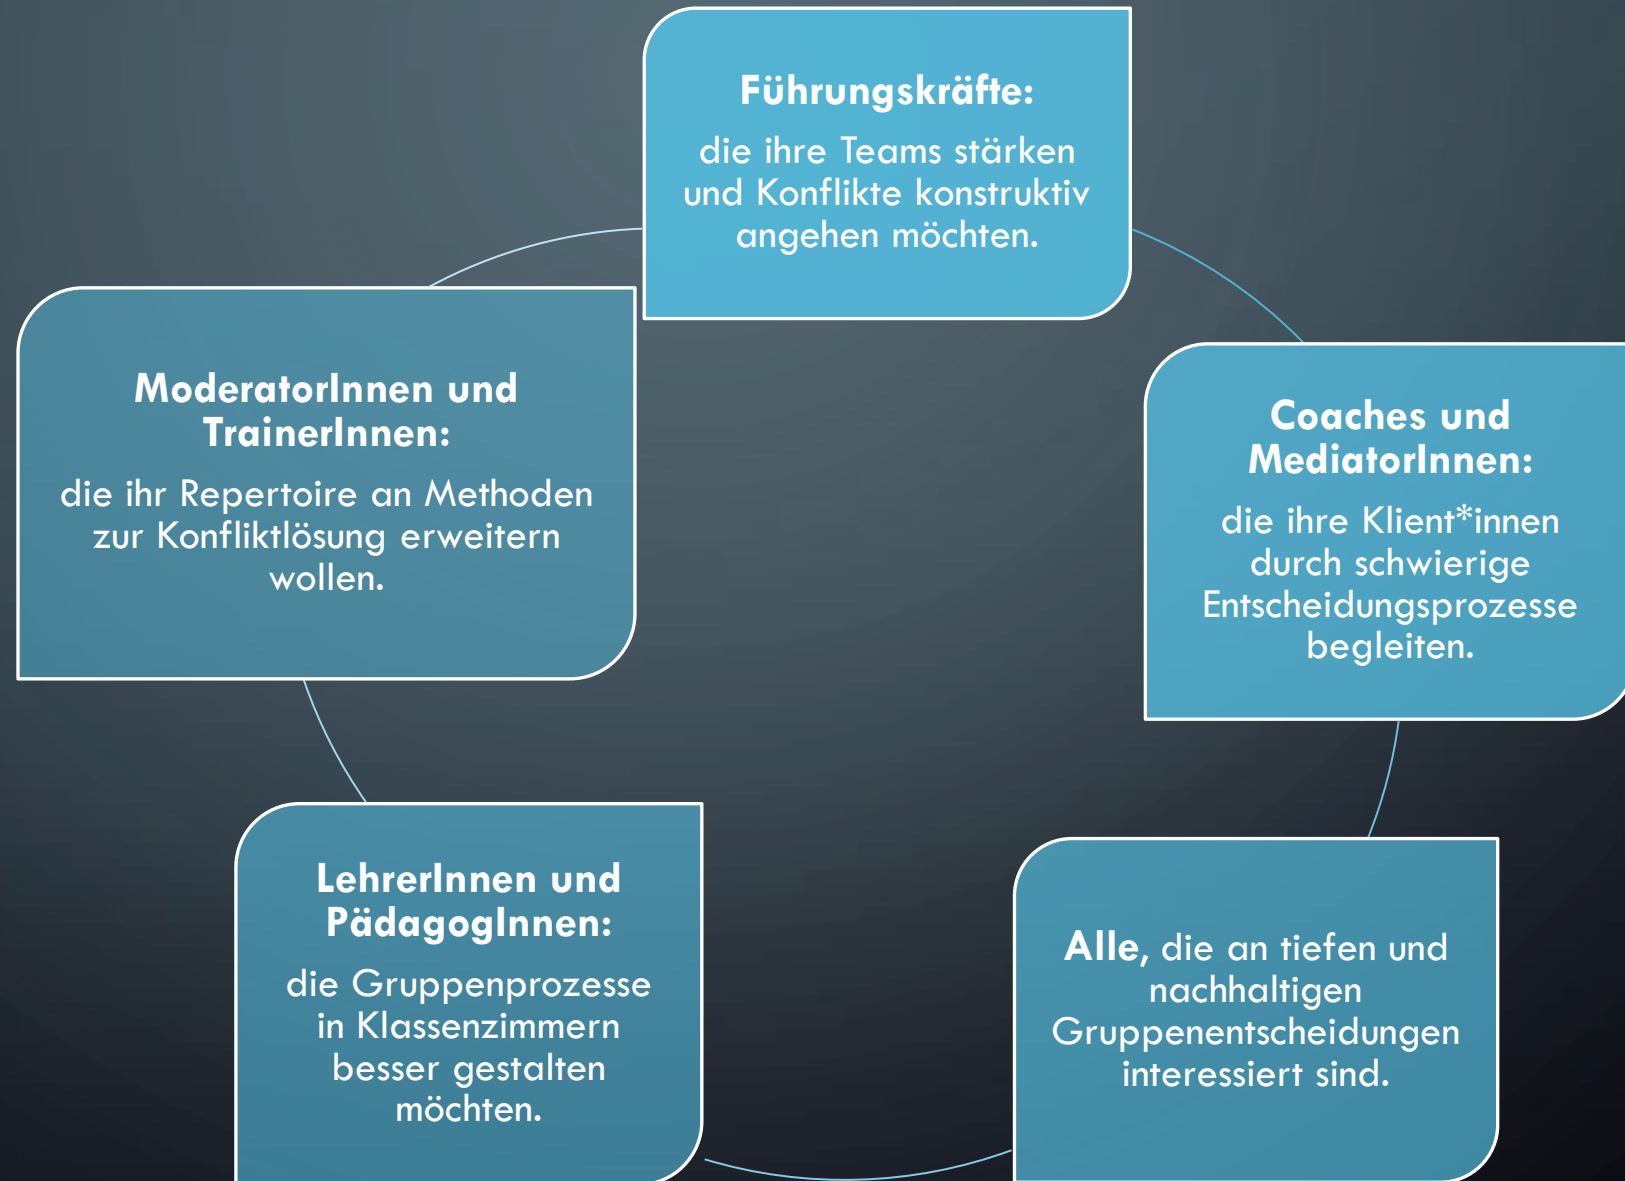 Führungskräfte:
die ihre Teams stärken
und Konflikte konstruktiv
angehen möchten.
Coaches und
MediatorInnen:
die ihre Klient*innen
durch schwierige
Entscheidungsprozesse
begleiten.
Alle, die an tiefen und
nachhaltigen
Gruppenentscheidungen
interessiert sind.
LehrerInnen und
PädagogInnen:
die Gruppenprozesse
in Klassenzimmern
besser gestalten
möchten.
ModeratorInnen und
TrainerInnen:
die ihr Repertoire an Methoden
zur Konfliktlösung erweitern
wollen.